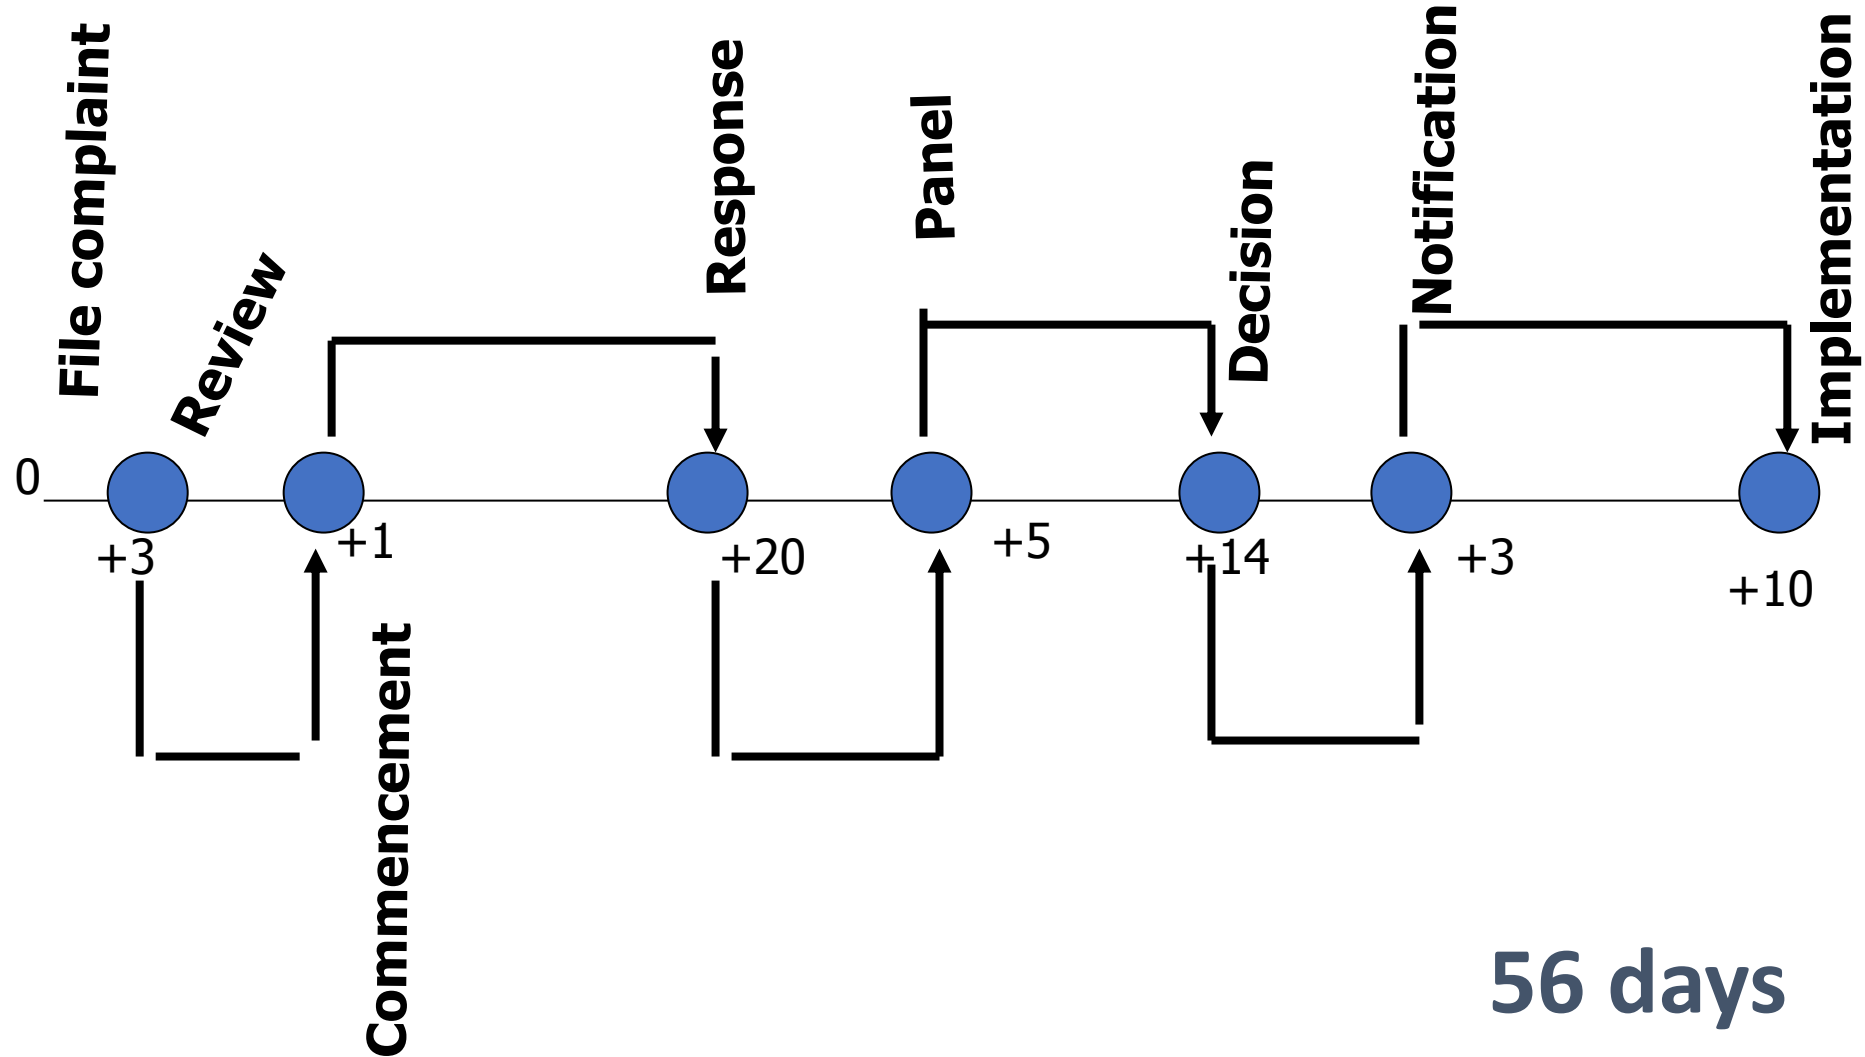 File complaint
Review
Response
Panel
Decision
Notification
Implementation
0
+3
+1
+20
+5
+14
+3
+10
Commencement
56 days